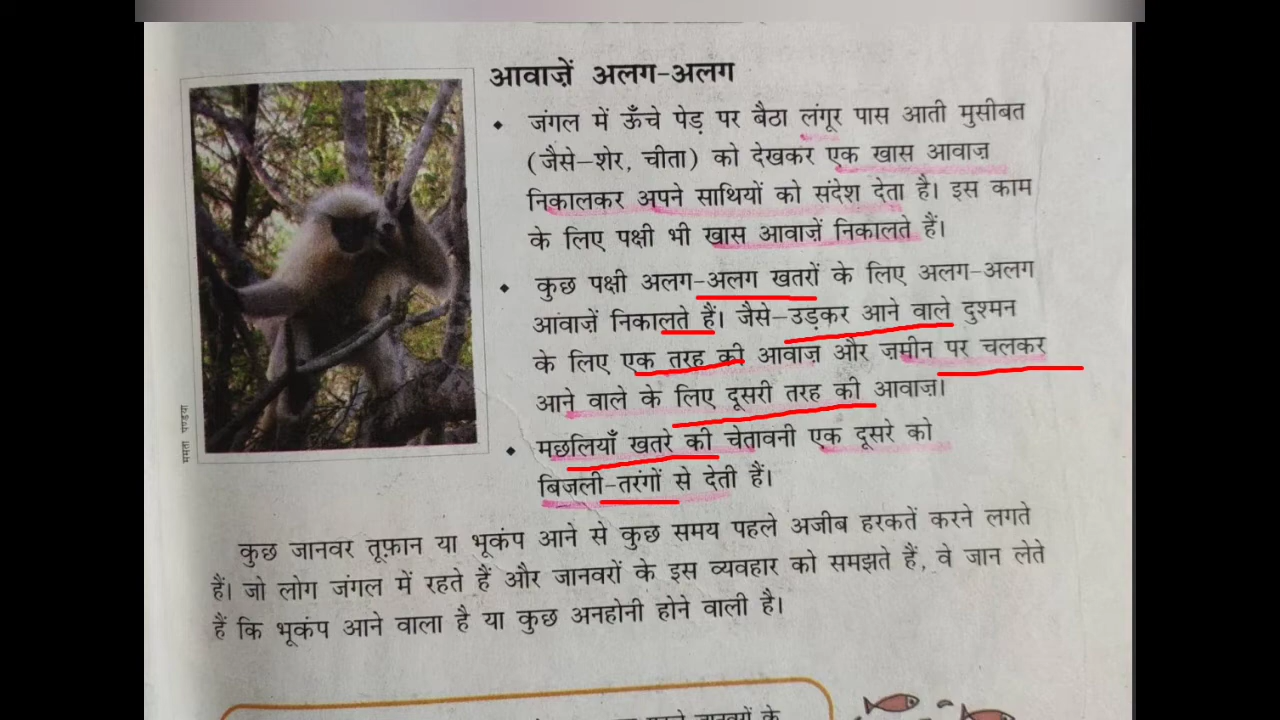 आवाज़ें अलग-अलग
• जंगल में ऊँचे पेड़ पर बैठा लंगूर पास आती मुसीबत
(जैसे–शेर, चीता) को देखकर एक खास आवाज़
निकालकर अपने साथियों को संदेश देता है। इस काम
के लिए पक्षी भी खास आवाज़ें निकालते हैं।
• कुछ पक्षी अलग-अलग खतरों के लिए अलग-अलग
आवाज़ें निकालते हैं। जैसे–उड़कर आने वाले दुश्मन
के लिए एक तरह की आवाज़ और ज़मीन पर चलकर
आने वाले के लिए दूसरी तरह की आवाज़।
• मछलियाँ खतरे की चेतावनी एक दूसरे को
बिजली-तरंगों से देती हैं।
कुछ जानवर तूफ़ान या भूकंप आने से कुछ समय पहले अजीब हरकतें करने लगते
हैं। जो लोग जंगल में रहते हैं और जानवरों के इस व्यवहार को समझते हैं, वे जान लेते
हैं कि भूकंप आने वाला है या कुछ अनहोनी होने वाली है।
जानवरों के